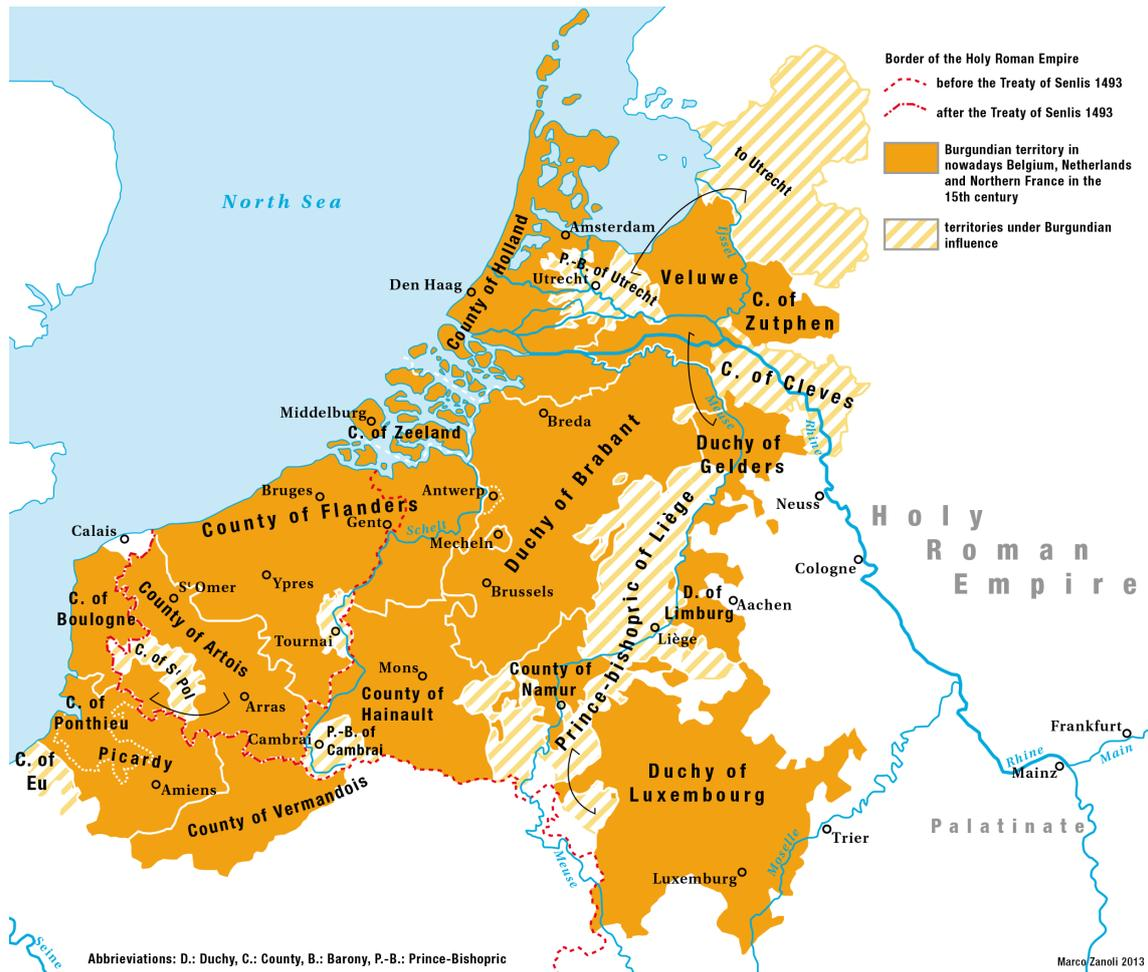 Border of the Holy Roman Empire
before the Treaty of Senlis 1493
after the Treaty of Senlis 1493
Burgundian territory in
nowadays Belgium, Netherlands
and Northern France in the
15th century
territories under Burgundian
influence
to Utrecht
North Sea
Amsterdam
County of Holland
P.-B. of Utrecht
Utrecht
Ijssel
Veluwe
Den Haag
C. of
Zutphen
C. of Cleves
Middelburg
C. of Zeeland
Breda
Meuse
Rhine
Duchy of
Gelders
Duchy of Brabant
Bruges
Antwerp
County of Flanders
Gent
Schelt
Neuss
Holy
Roman
Empire
Calais
Mecheln
Cologne
St Omer
Ypres
Brussels
C. of
Boulogne
County of Artois
D. of
Limburg
Aachen
Tournai
Liège
Prince-bishopric of Liège
C. of St Pol
Mons
County of
Namur
County of
Hainault
Arras
C. of
Ponthieu
Cambrai
P.-B. of
Cambrai
Picardy
C. of
Eu
Amiens
County of Vermandois
Duchy of
Luxembourg
Frankfurt
Rhine
Main
Mainz
Palatinate
Trier
Moselle
Meuse
Luxemburg
Seine
Abbreviations: D.: Duchy, C.: County, B.: Barony, P.-B.: Prince-Bishopric
Marco Zanoli 2013